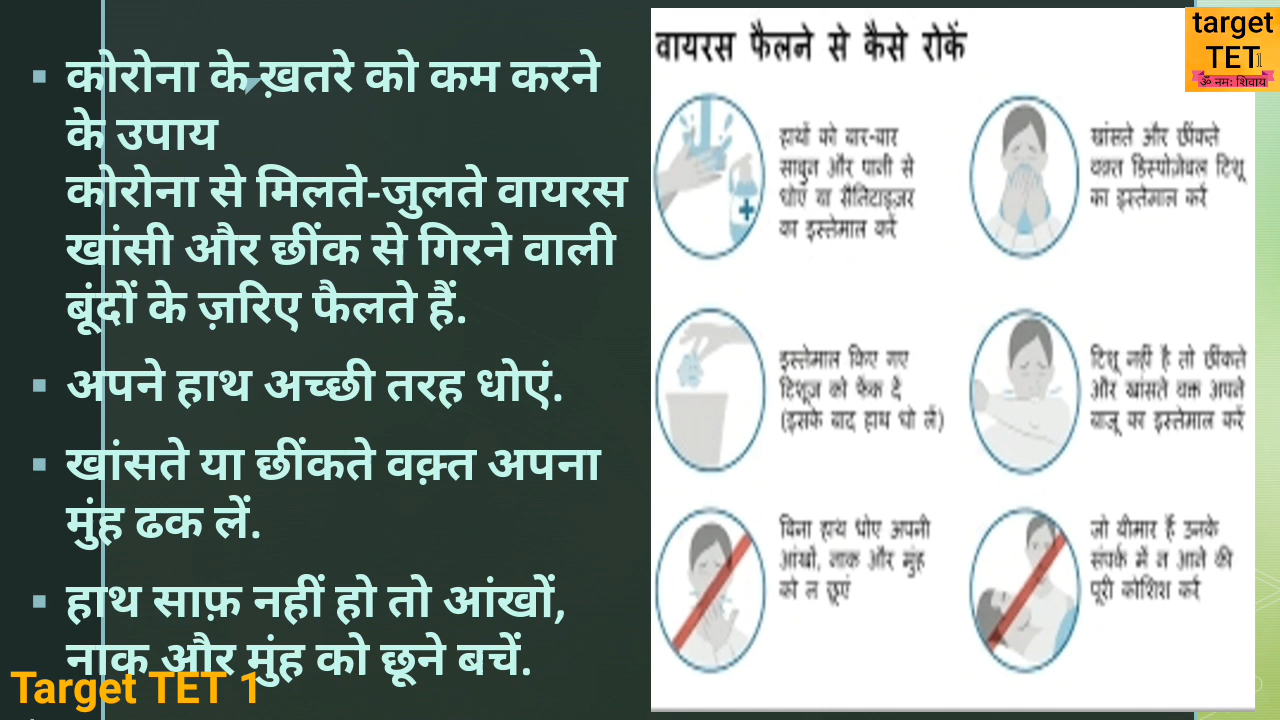 कोरोना के ख़तरे को कम करने
के उपाय
कोरोना से मिलते-जुलते वायरस
खांसी और छींक से गिरने वाली
बूंदों के ज़रिए फैलते हैं.
अपने हाथ अच्छी तरह धोएं.
खांसते या छींकते वक़्त अपना
मुंह ढक लें.
हाथ साफ़ नहीं हो तो आंखों,
नाक और मुंह को छूने बचें.
Target TET 1
वायरस फैलने से कैसे रोकें
हाथों को बार-बार
साबुन और पानी से
धोएं या सैनिटाइज़र
का इस्तेमाल करें
खांसते और छींकते
वक़्त डिस्पोज़ेबल टिशू
का इस्तेमाल करें
इस्तेमाल किए गए
टिशूज़ को फेंक दें
(इसके बाद हाथ धो लें)
टिशू नहीं है तो छींकते
और खांसते वक्त अपने
बाजू का इस्तेमाल करें
बिना हाथ धोए अपनी
आंखों, नाक और मुंह
को न छूएं
जो बीमार हैं उनके
संपर्क में न आने की
पूरी कोशिश करें
target
TET1
ॐ नमः शिवाय